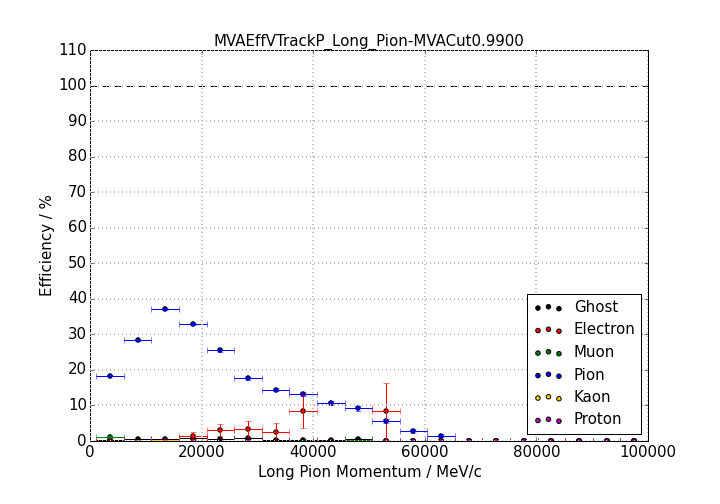 MVAEffVTrackP_Long_Pion-MVACut0.9900
110
100
90
80
70
60
50
40
30
20
10
0
Efficiency / %
Ghost
Electron
Muon
Pion
Kaon
Proton
0 20000 40000 60000 80000 100000
Long Pion Momentum / MeV/c